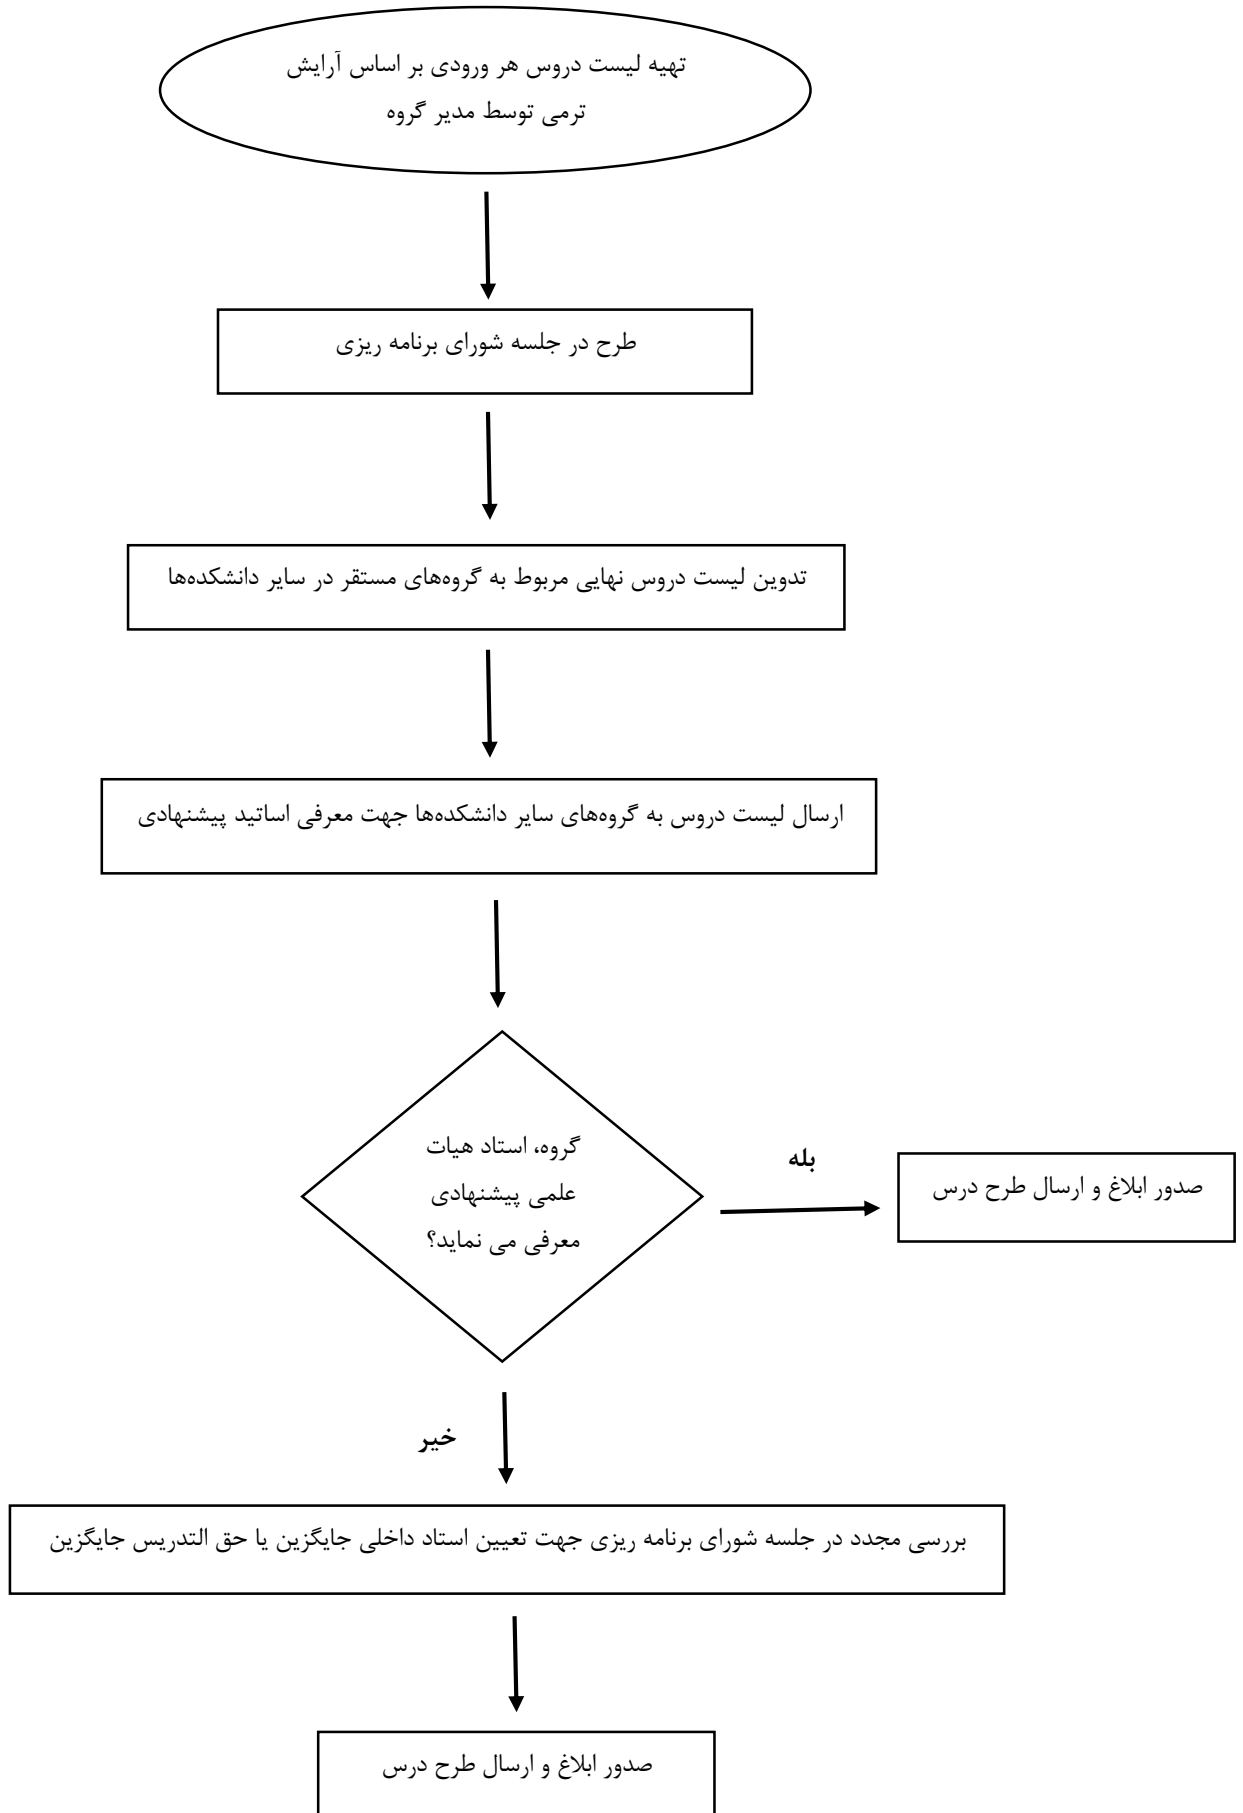 تهیه لیست دروس هر ورودی بر اساس آرایش
ترمی توسط مدیر گروه
طرح در جلسه شورای برنامه ریزی
تدوین لیست دروس نهایی مربوط به گروه‌های مستقر در سایر دانشکده‌ها
ارسال لیست دروس به گروه‌های سایر دانشکده‌ها جهت معرفی اساتید پیشنهادی
گروه، استاد هیات
علمی پیشنهادی
معرفی می نماید؟
بله
صدور ابلاغ و ارسال طرح درس
خیر
بررسی مجدد در جلسه شورای برنامه ریزی جهت تعیین استاد داخلی جایگزین یا حق التدریس جایگزین
صدور ابلاغ و ارسال طرح درس